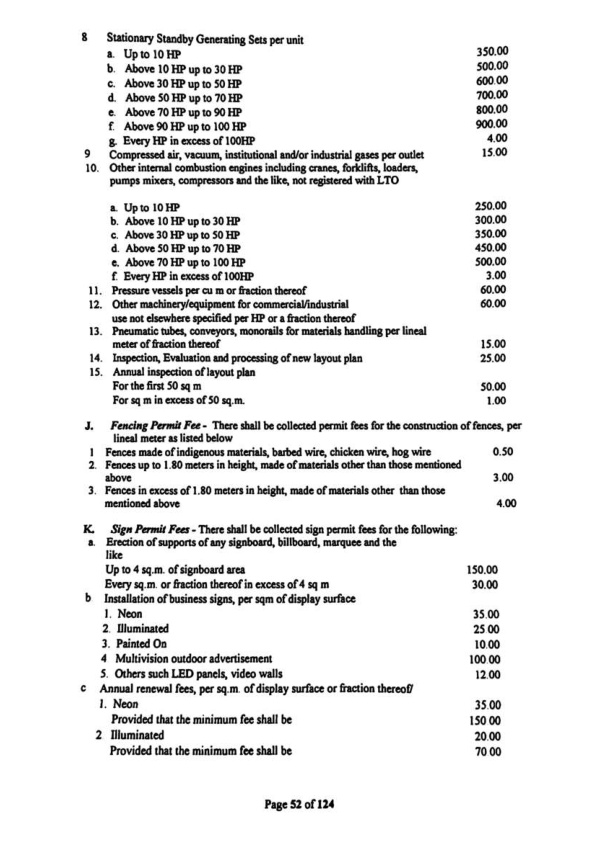 8 Stationary Standby Generating Sets per unit
a. Up to 10 HP 350.00
b. Above 10 HP up to 30 HP 500.00
c. Above 30 HP up to 50 HP 600 00
d. Above 50 HP up to 70 HP 700.00
e. Above 70 HP up to 90 HP 800.00
f. Above 90 HP up to 100 HP 900.00
g. Every HP in excess of 100HP 4.00
9 Compressed air, vacuum, institutional and/or industrial gases per outlet 15.00
10. Other internal combustion engines including cranes, forklifts, loaders,
pumps mixers, compressors and the like, not registered with LTO
a. Up to 10 HP 250.00
b. Above 10 HP up to 30 HP 300.00
c. Above 30 HP up to 50 HP 350.00
d. Above 50 HP up to 70 HP 450.00
e. Above 70 HP up to 100 HP 500.00
f. Every HP in excess of 100HP 3.00
11. Pressure vessels per cu m or fraction thereof 60.00
12. Other machinery/equipment for commercial/industrial 60.00
use not elsewhere specified per HP or a fraction thereof
13. Pneumatic tubes, conveyors, monorails for materials handling per lineal
meter of fraction thereof 15.00
14. Inspection, Evaluation and processing of new layout plan 25.00
15. Annual inspection of layout plan
For the first 50 sq m 50.00
For sq m in excess of 50 sq.m. 1.00
J. Fencing Permit Fee - There shall be collected permit fees for the construction of fences, per
lineal meter as listed below
1 Fences made of indigenous materials, barbed wire, chicken wire, hog wire 0.50
2. Fences up to 1.80 meters in height, made of materials other than those mentioned
above 3.00
3. Fences in excess of 1.80 meters in height, made of materials other than those
mentioned above 4.00
K. Sign Permit Fees - There shall be collected sign permit fees for the following:
a. Erection of supports of any signboard, billboard, marquee and the
like
Up to 4 sq.m. of signboard area 150.00
Every sq.m. or fraction thereof in excess of 4 sq m 30.00
b Installation of business signs, per sqm of display surface
1. Neon 35.00
2. Illuminated 25 00
3. Painted On 10.00
4 Multivision outdoor advertisement 100 00
5. Others such LED panels, video walls 12.00
c Annual renewal fees, per sq.m. of display surface or fraction thereof/
1. Neon 35.00
Provided that the minimum fee shall be 150 00
2 Illuminated 20.00
Provided that the minimum fee shall be 70 00
Page 52 of 124